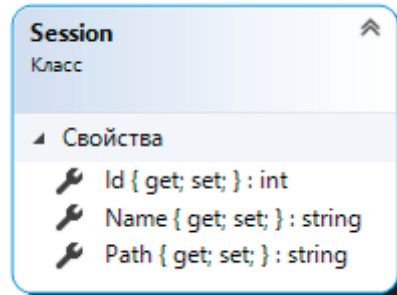 Session
Класс
Свойства
Id { get; set; } : int
Name { get; set; } : string
Path { get; set; } : string